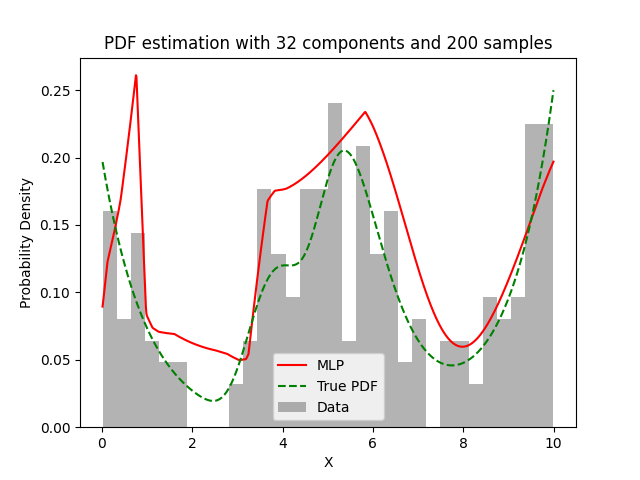 PDF estimation with 32 components and 200 samples
Probability Density
0.25
0.20
0.15
0.10
0.05
0.00
MLP
True PDF
Data
0 2 4 6 8 10
X